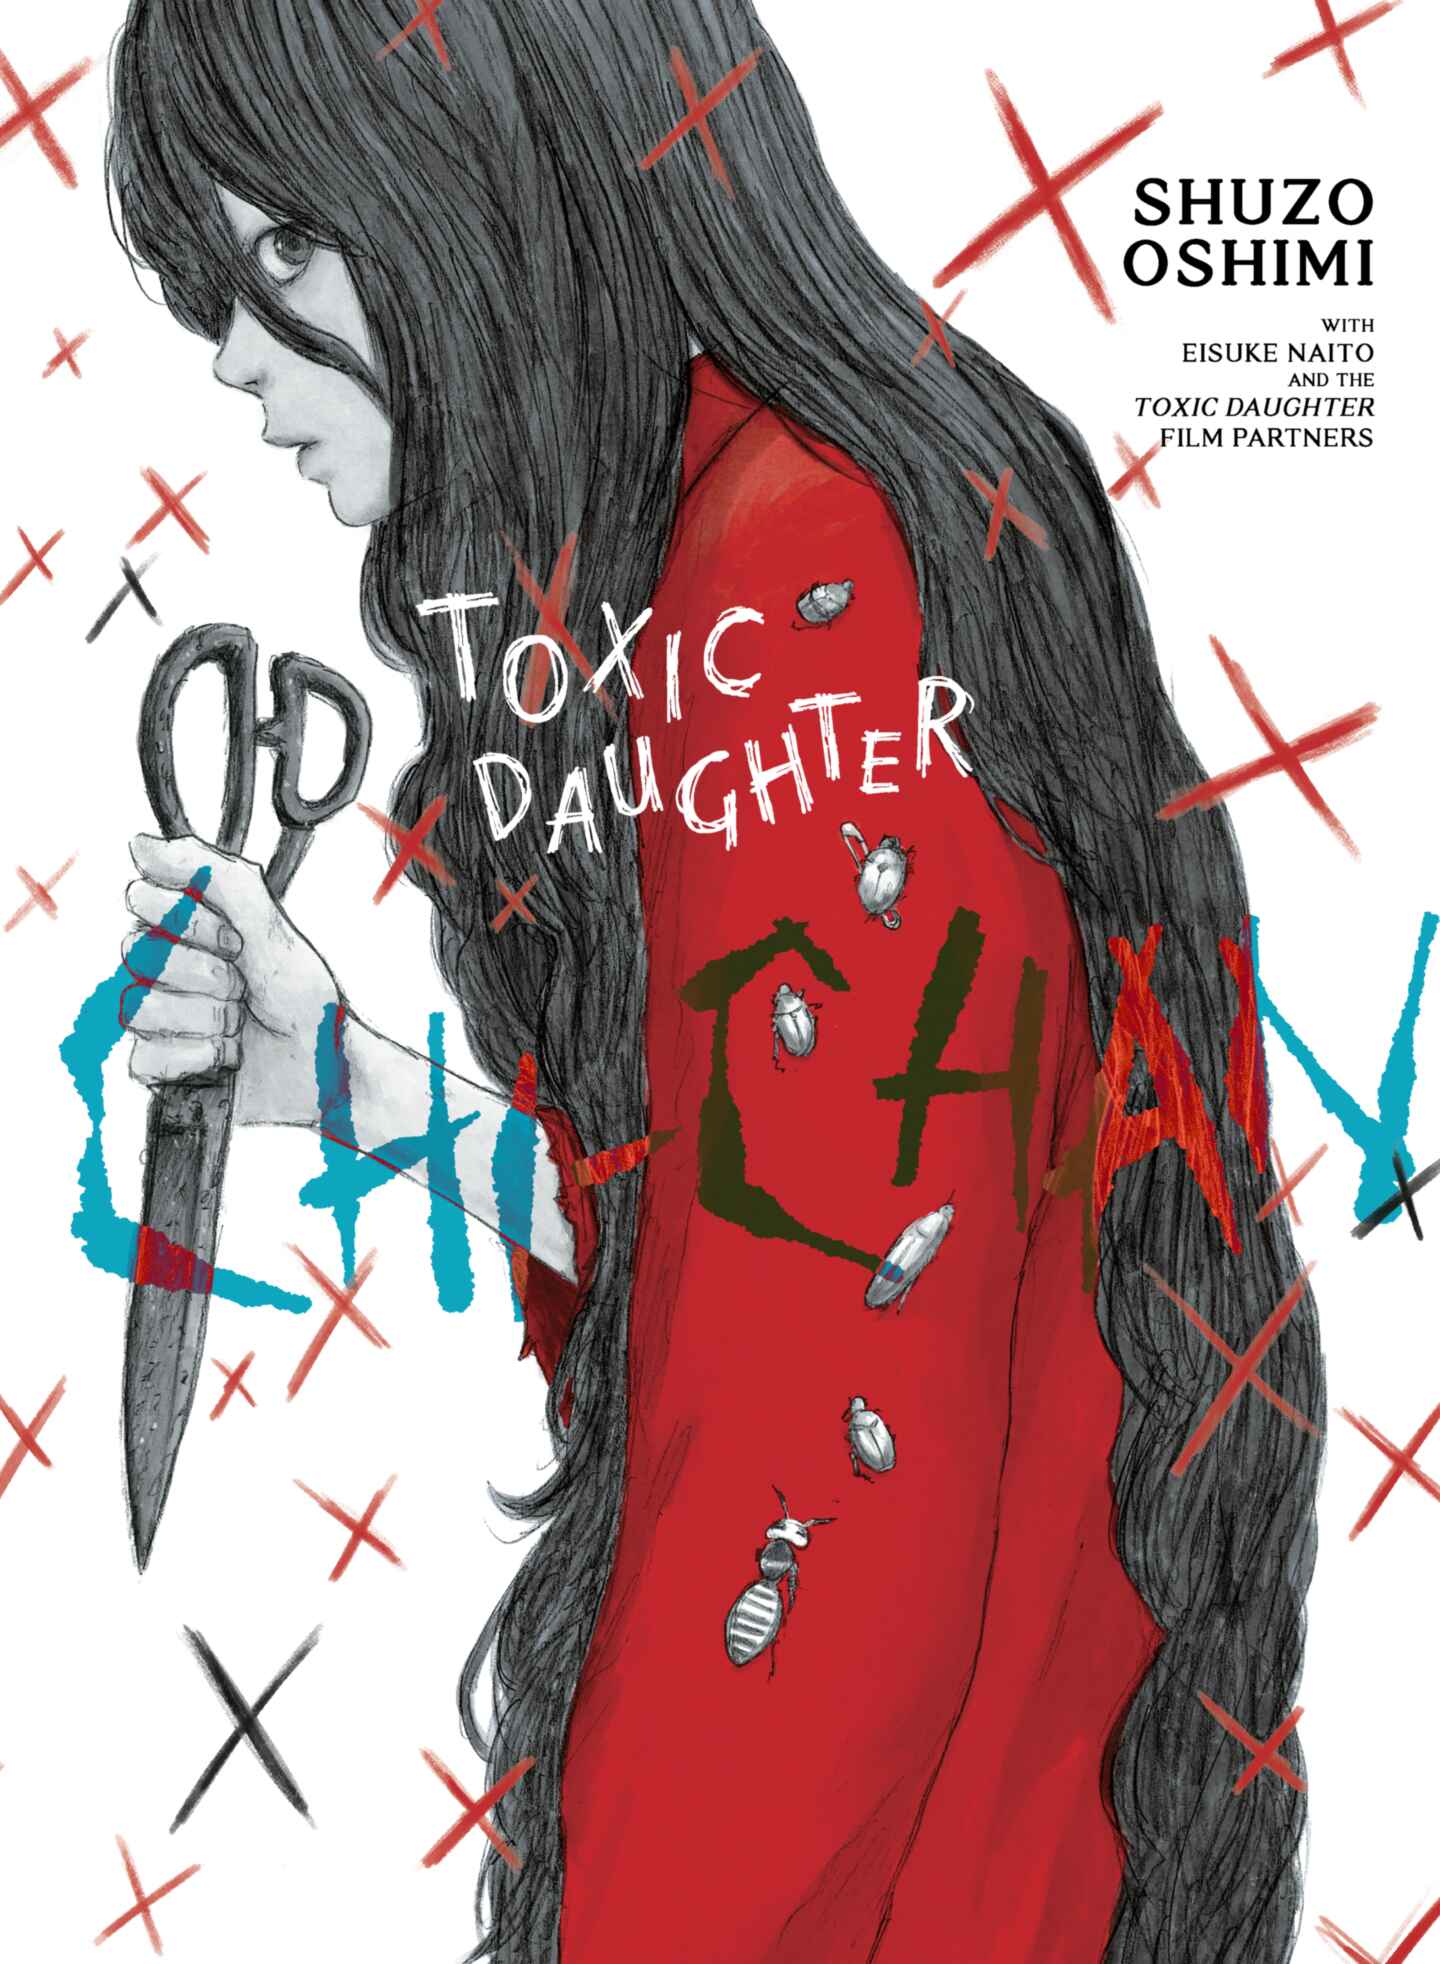 SHUZO
OSHIMI
WITH
EISUKE NAITO
AND THE
TOXIC DAUGHTER
FILM PARTNERS
TOXIC
DAUGHTER
CHI-CHAN